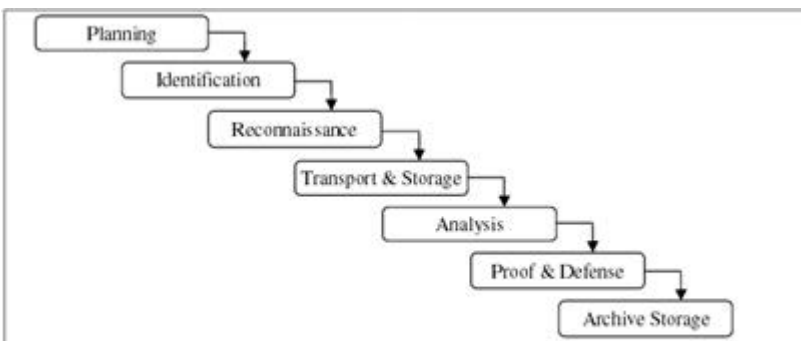 Planning
Identification
Reconnaissance
Transport & Storage
Analysis
Proof & Defense
Archive Storage